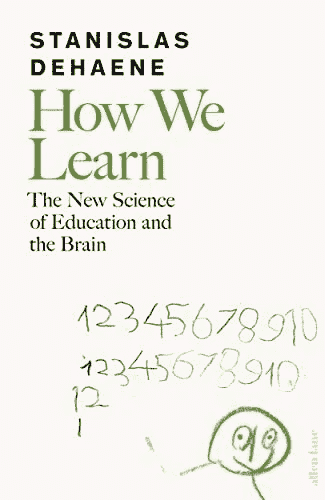 STANISLAS
DEHAENE
How We
Learn
The New Science
of Education and
the Brain
12345678910
12345678910
12
1